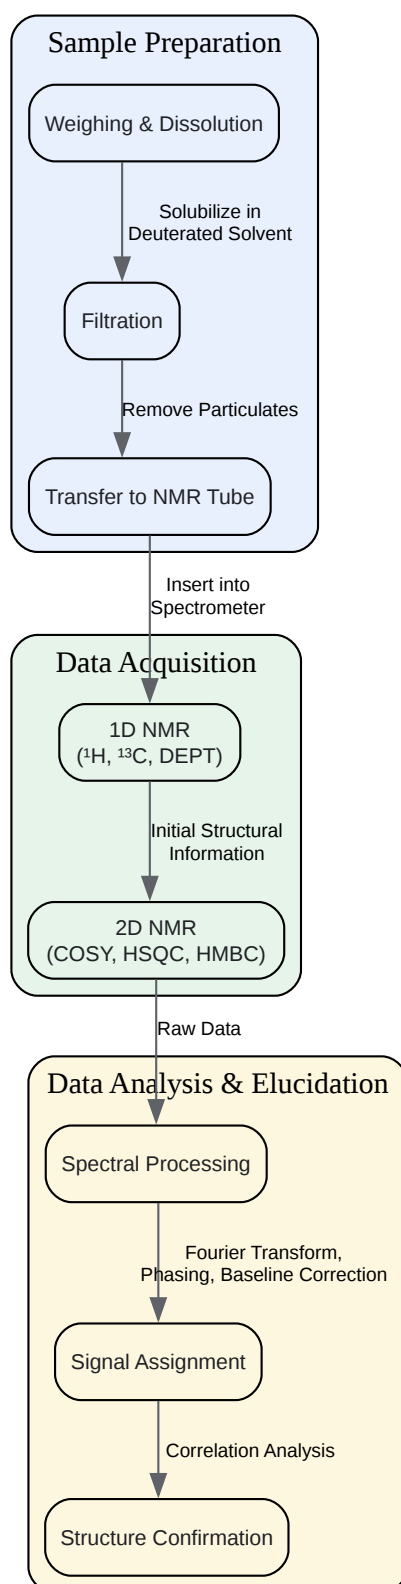 Sample Preparation
Weighing & Dissolution
Solubilize in
Deuterated Solvent
Filtration
Remove Particulates
Transfer to NMR Tube
Insert into
Spectrometer
Data Acquisition
1D NMR
(¹H, ¹³C, DEPT)
Initial Structural
Information
2D NMR
(COSY, HSQC, HMBC)
Raw Data
Data Analysis & Elucidation
Spectral Processing
Fourier Transform,
Phasing, Baseline Correction
Signal Assignment
Correlation Analysis
Structure Confirmation